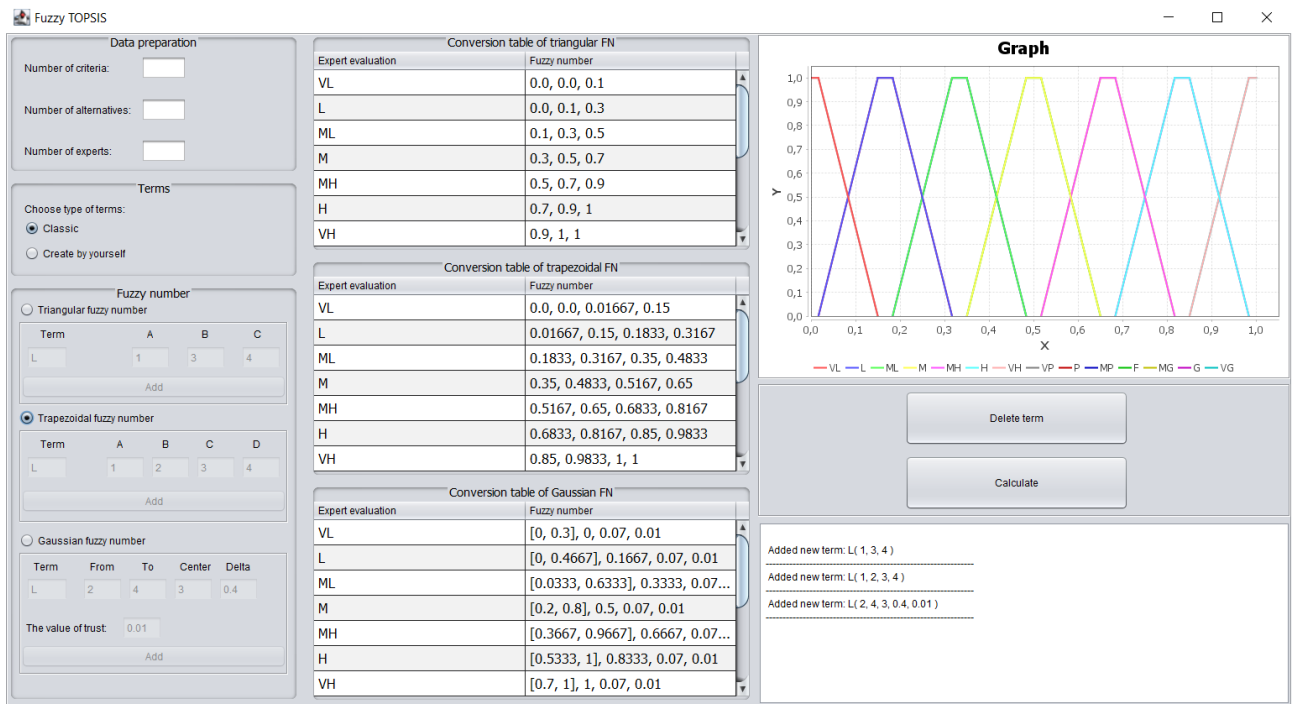 Fuzzy TOPSIS
Data preparation
Number of criteria:
Number of alternatives:
Number of experts:
Terms
Choose type of terms:
Classic
Create by yourself
Fuzzy number
Triangular fuzzy number
Term A B C
L 1 3 4
Add
Trapezoidal fuzzy number
Term A B C D
L 1 2 3 4
Add
Gaussian fuzzy number
Term From To Center Delta
L 2 4 3 0.4
The value of trust: 0.01
Add
Conversion table of triangular FN
Expert evaluation Fuzzy number
VL 0.0, 0.0, 0.1
L 0.0, 0.1, 0.3
ML 0.1, 0.3, 0.5
M 0.3, 0.5, 0.7
MH 0.5, 0.7, 0.9
H 0.7, 0.9, 1
VH 0.9, 1, 1
Conversion table of trapezoidal FN
Expert evaluation Fuzzy number
VL 0.0, 0.0, 0.01667, 0.15
L 0.01667, 0.15, 0.1833, 0.3167
ML 0.1833, 0.3167, 0.35, 0.4833
M 0.35, 0.4833, 0.5167, 0.65
MH 0.5167, 0.65, 0.6833, 0.8167
H 0.6833, 0.8167, 0.85, 0.9833
VH 0.85, 0.9833, 1, 1
Conversion table of Gaussian FN
Expert evaluation Fuzzy number
VL [0, 0.3], 0, 0.07, 0.01
L [0, 0.4667], 0.1667, 0.07, 0.01
ML [0.0333, 0.6333], 0.3333, 0.07...
M [0.2, 0.8], 0.5, 0.07, 0.01
MH [0.3667, 0.9667], 0.6667, 0.07...
H [0.5333, 1], 0.8333, 0.07, 0.01
VH [0.7, 1], 1, 0.07, 0.01
Graph
1,0
0,9
0,8
0,7
0,6
0,5
0,4
0,3
0,2
0,1
0,0
Y
0,0 0,1 0,2 0,3 0,4 0,5 0,6 0,7 0,8 0,9 1,0
X
VL L ML M MH H VH VP P MP F MG G VG
Delete term
Calculate
Added new term: L( 1, 3, 4 )
Added new term: L( 1, 2, 3, 4 )
Added new term: L( 2, 4, 3, 0.4, 0.01 )